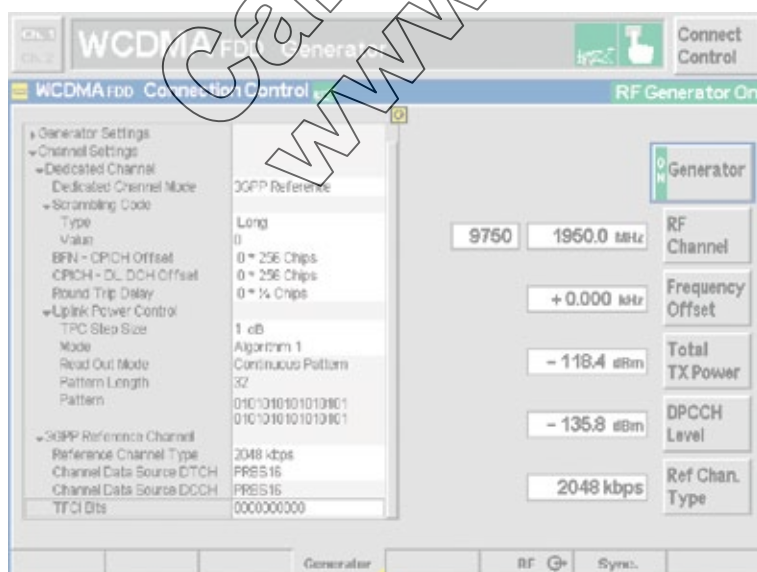 Ch.1
Ch.2
WCDMA FDD Generator
Connect
Control
WCDMA FDD Connection Control
RF Generator On
Generator Settings
Channel Settings
Dedicated Channel
Dedicated Channel Mode 3GPP Reference
Scrambling Code
Type Long
Value 0
BFN - CPICH Offset 0 * 256 Chips
CPICH - DL DCH Offset 0 * 256 Chips
Round Trip Delay 0 * ¼ Chips
Uplink Power Control
TPC Step Size 1 dB
Mode Algorithm 1
Read Out Mode Continuous Pattern
Pattern Length 32
Pattern 0101010101010101
0101010101010101
3GPP Reference Channel
Reference Channel Type 2048 kbps
Channel Data Source DTCH PRBS16
Channel Data Source DCCH PRBS16
TFCI Bits 0000000000
ON Generator
9750 1950.0 MHz RF
Channel
+ 0.000 kHz Frequency
Offset
- 118.4 dBm Total
TX Power
- 135.8 dBm DPCCH
Level
2048 kbps Ref Chan.
Type
Generator
RF
Sync.
www